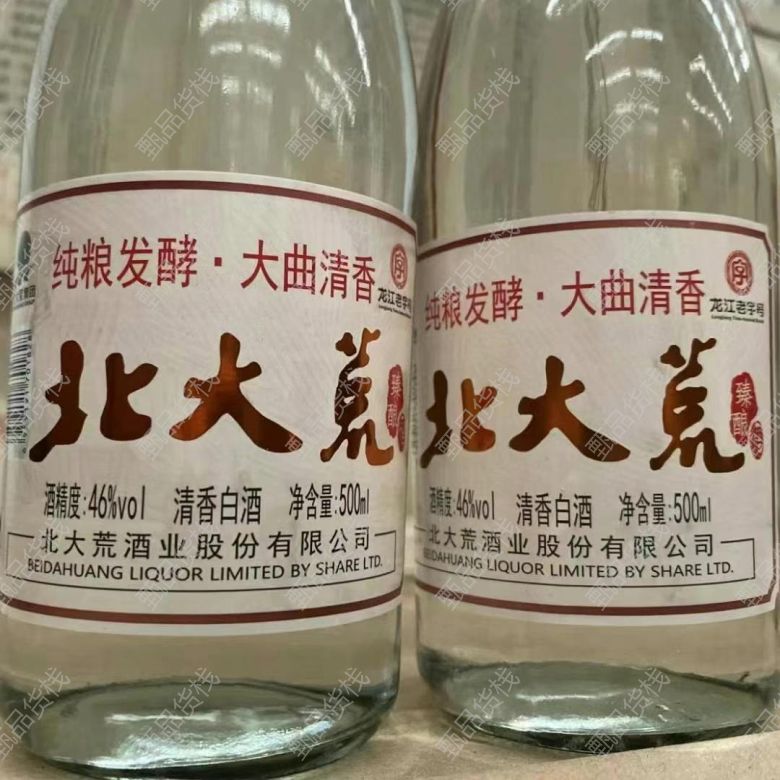 纯粮发酵·大曲清香
龙江老字号
北大荒
酒精度:46%vol 清香白酒 净含量:500ml
北大荒酒业股份有限公司
BEIDAHUANG LIQUOR LIMITED BY SHARE LTD.
纯粮发酵·大曲清香
龙江老字号
北大荒
臻酿
酒精度:46%vol 清香白酒 净含量:500ml
北大荒酒业股份有限公司
BEIDAHUANG LIQUOR LIMITED BY SHARE LTD.
甄品货栈